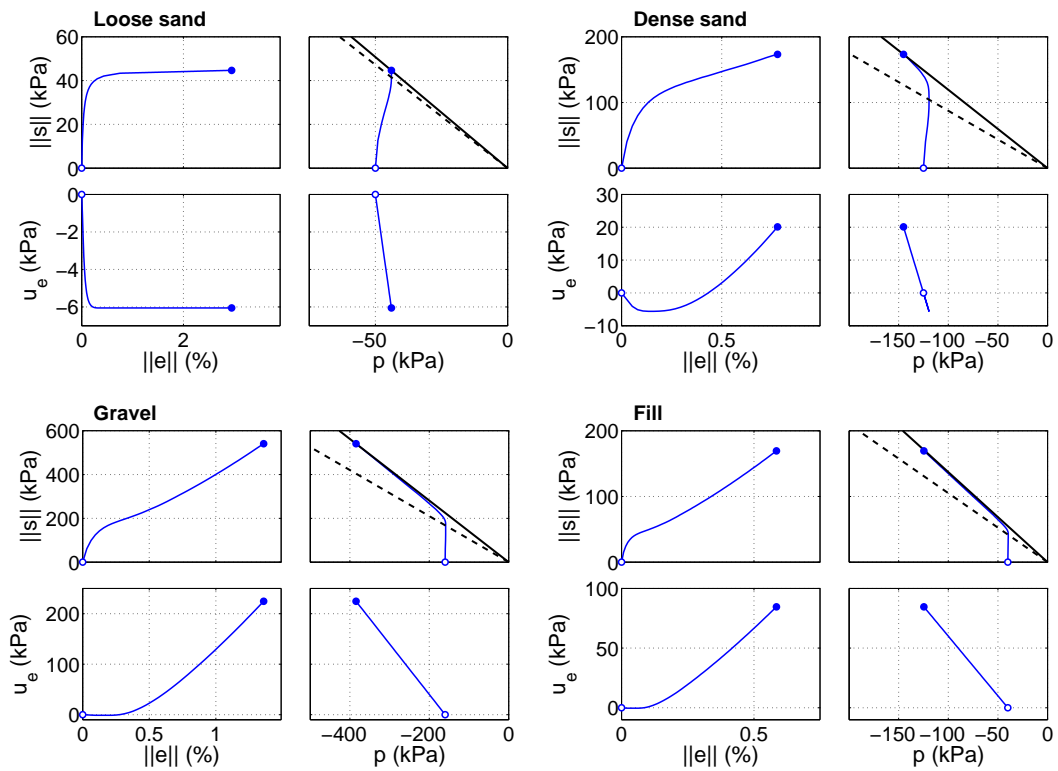 Loose sand
Dense sand
||s|| (kPa)
60
40
20
0
||s|| (kPa)
200
100
0
u_e (kPa)
0
−2
−4
−6
0
2
||e|| (%)
−50
0
p (kPa)
u_e (kPa)
30
20
10
0
−10
0
0.5
||e|| (%)
−150
−100
−50
0
p (kPa)
Gravel
Fill
||s|| (kPa)
600
400
200
0
||s|| (kPa)
200
100
0
u_e (kPa)
200
100
0
0
0.5
1
||e|| (%)
−400
−200
0
p (kPa)
u_e (kPa)
100
50
0
0
0.5
||e|| (%)
−150
−100
−50
0
p (kPa)